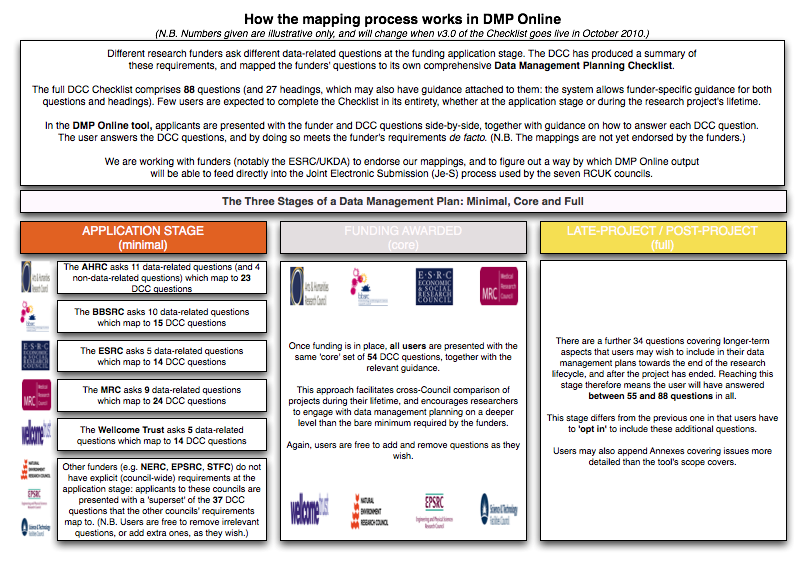 How the mapping process works in DMP Online
(N.B. Numbers given are illustrative only, and will change when v3.0 of the Checklist goes live in October 2010.)
Different research funders ask different data-related questions at the funding application stage. The DCC has produced a summary of
these requirements, and mapped the funders' questions to its own comprehensive Data Management Planning Checklist.
The full DCC Checklist comprises 88 questions (and 27 headings, which may also have guidance attached to them: the system allows funder-specific guidance for both
questions and headings). Few users are expected to complete the Checklist in its entirety, whether at the application stage or during the research project's lifetime.
In the DMP Online tool, applicants are presented with the funder and DCC questions side-by-side, together with guidance on how to answer each DCC question.
The user answers the DCC questions, and by doing so meets the funder's requirements de facto. (N.B. The mappings are not yet endorsed by the funders.)
We are working with funders (notably the ESRC/UKDA) to endorse our mappings, and to figure out a way by which DMP Online output
will be able to feed directly into the Joint Electronic Submission (Je-S) process used by the seven RCUK councils.
The Three Stages of a Data Management Plan: Minimal, Core and Full
APPLICATION STAGE
(minimal)
Arts & Humanities
Research Council
The AHRC asks 11 data-related questions (and 4
non-data-related questions) which map to 23
DCC questions
bbsrc
The BBSRC asks 10 data-related questions
which map to 15 DCC questions
E·S·R·C
ECONOMIC
& SOCIAL
RESEARCH
COUNCIL
The ESRC asks 5 data-related questions
which map to 14 DCC questions
MRC
Medical
Research
Council
The MRC asks 9 data-related questions
which map to 24 DCC questions
wellcome trust
The Wellcome Trust asks 5 data-related
questions which map to 14 DCC questions
NATURAL
ENVIRONMENT
RESEARCH COUNCIL
EPSRC
Engineering and Physical Sciences
Research Council
Science & Technology
Facilities Council
Other funders (e.g. NERC, EPSRC, STFC) do not
have explicit (council-wide) requirements at the
application stage: applicants to these councils are
presented with a 'superset' of the 37 DCC
questions that the other councils' requirements
map to. (N.B. Users are free to remove irrelevant
questions, or add extra ones, as they wish.)
FUNDING AWARDED
(core)
Arts & Humanities
Research Council
bbsrc
E·S·R·C
ECONOMIC
& SOCIAL
RESEARCH
COUNCIL
MRC
Medical
Research
Council
Once funding is in place, all users are presented with the
same 'core' set of 54 DCC questions, together with the
relevant guidance.
This approach facilitates cross-Council comparison of
projects during their lifetime, and encourages researchers
to engage with data management planning on a deeper
level than the bare minimum required by the funders.
Again, users are free to add and remove questions as they
wish.
wellcome trust
NATURAL
ENVIRONMENT
RESEARCH COUNCIL
EPSRC
Engineering and Physical Sciences
Research Council
Science & Technology
Facilities Council
LATE-PROJECT / POST-PROJECT
(full)
There are a further 34 questions covering longer-term
aspects that users may wish to include in their data
management plans towards the end of the research
lifecycle, and after the project has ended. Reaching this
stage therefore means the user will have answered
between 55 and 88 questions in all.
This stage differs from the previous one in that users have
to 'opt in' to include these additional questions.
Users may also append Annexes covering issues more
detailed than the tool's scope covers.